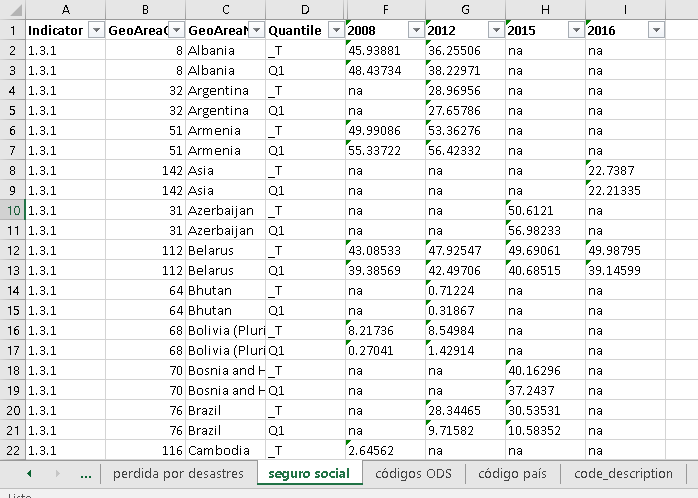 A B C D F G H I
1 Indicator GeoAreaC GeoAreaN Quantile 2008 2012 2015 2016
2 1.3.1 8 Albania _T 45.93881 36.25506 na na
3 1.3.1 8 Albania Q1 48.43734 38.22971 na na
4 1.3.1 32 Argentina _T na 28.96956 na na
5 1.3.1 32 Argentina Q1 na 27.65786 na na
6 1.3.1 51 Armenia _T 49.99086 53.36276 na na
7 1.3.1 51 Armenia Q1 55.33722 56.42332 na na
8 1.3.1 142 Asia _T na na na 22.7387
9 1.3.1 142 Asia Q1 na na na 22.21335
10 1.3.1 31 Azerbaijan _T na na 50.6121 na
11 1.3.1 31 Azerbaijan Q1 na na 56.98233 na
12 1.3.1 112 Belarus _T 43.08533 47.92547 49.69061 49.98795
13 1.3.1 112 Belarus Q1 39.38569 42.49706 40.68515 39.14599
14 1.3.1 64 Bhutan _T na 0.71224 na na
15 1.3.1 64 Bhutan Q1 na 0.31867 na na
16 1.3.1 68 Bolivia (Pluri _T 8.21736 8.54984 na na
17 1.3.1 68 Bolivia (Pluri Q1 0.27041 1.42914 na na
18 1.3.1 70 Bosnia and H _T na na 40.16296 na
19 1.3.1 70 Bosnia and H Q1 na na 37.2437 na
20 1.3.1 76 Brazil _T na 28.34465 30.53531 na
21 1.3.1 76 Brazil Q1 na 9.71582 10.58352 na
22 1.3.1 116 Cambodia _T 2.64562 na na na
... perdida por desastres seguro social códigos ODS código país code_description